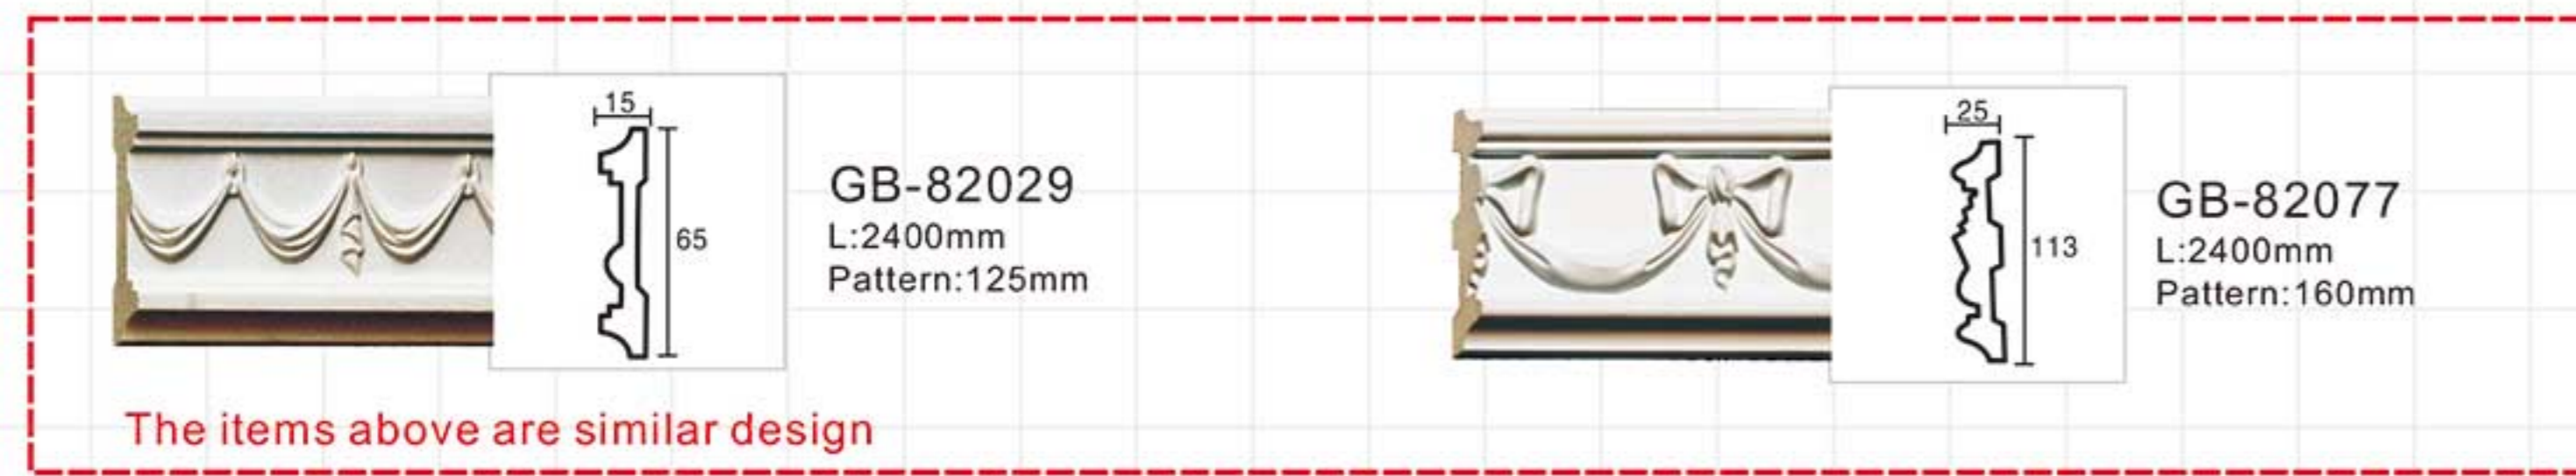 15
65
GB-82029
L:2400mm
Pattern:125mm
25
113
GB-82077
L:2400mm
Pattern:160mm
The items above are similar design